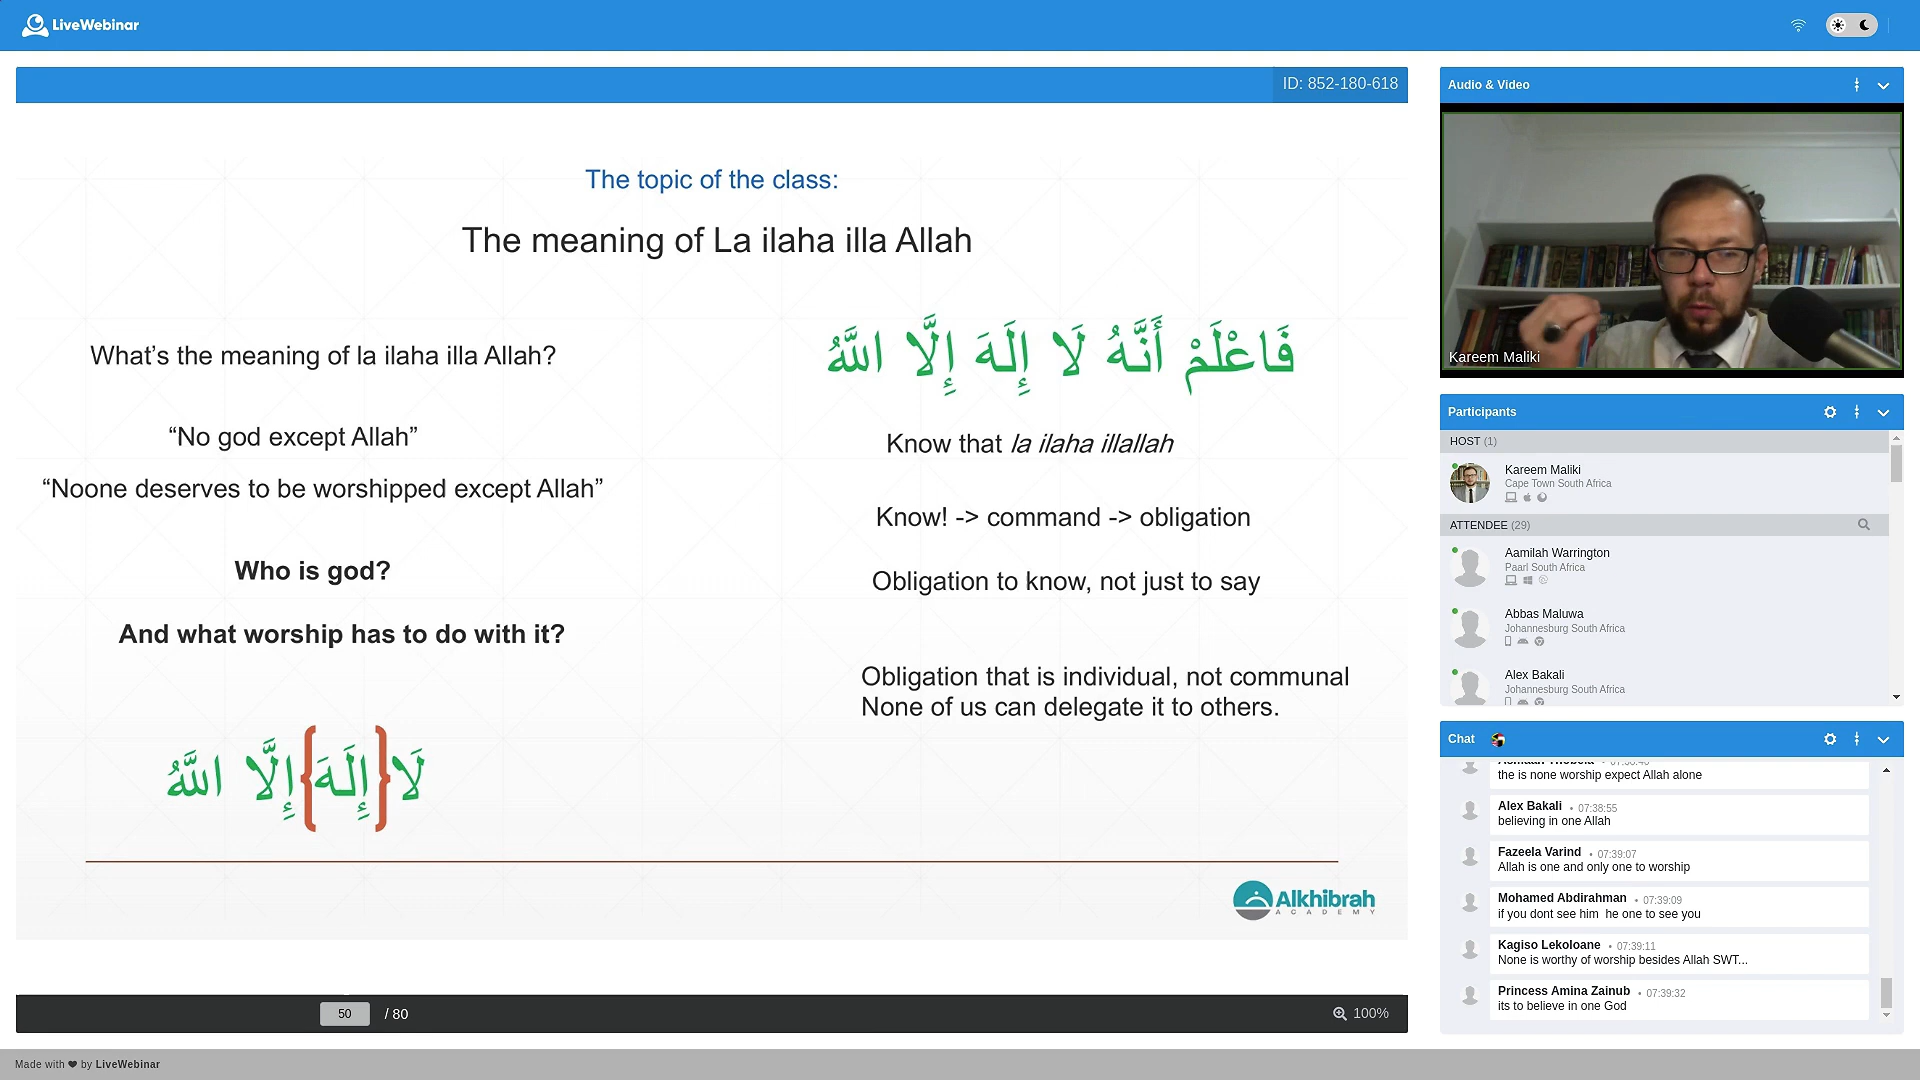 LiveWebinar
ID: 852-180-618
The topic of the class:
The meaning of La ilaha illa Allah
What’s the meaning of la ilaha illa Allah?
“No god except Allah”
“Noone deserves to be worshipped except Allah”
Who is god?
And what worship has to do with it?
لَا {إِلَهَ} إِلَّا اللَّهُ
فَاعْلَمْ أَنَّهُ لَا إِلَهَ إِلَّا اللَّهُ
Know that la ilaha illallah
Know! -> command -> obligation
Obligation to know, not just to say
Obligation that is individual, not communal
None of us can delegate it to others.
Alkhibrah
ACADEMY
50 / 80
100%
Audio & Video
Kareem Maliki
Participants
HOST (1)
Kareem Maliki
Cape Town South Africa
ATTENDEE (29)
Aamilah Warrington
Paarl South Africa
Abbas Maluwa
Johannesburg South Africa
Alex Bakali
Johannesburg South Africa
Chat
the is none worship expect Allah alone
Alex Bakali • 07:38:55
believing in one Allah
Fazeela Varind • 07:39:07
Allah is one and only one to worship
Mohamed Abdirahman • 07:39:09
if you dont see him he one to see you
Kagiso Lekoloane • 07:39:11
None is worthy of worship besides Allah SWT...
Princess Amina Zainub • 07:39:32
its to believe in one God
Made with ❤ by LiveWebinar